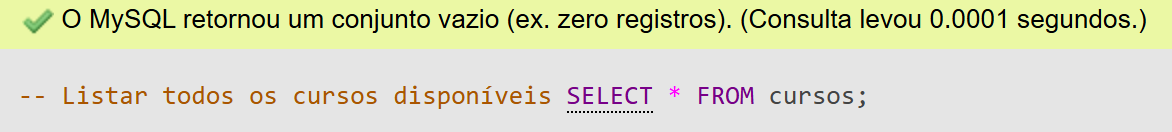 O MySQL retornou um conjunto vazio (ex. zero registros). (Consulta levou 0.0001 segundos.)
-- Listar todos os cursos disponíveis SELECT * FROM cursos;